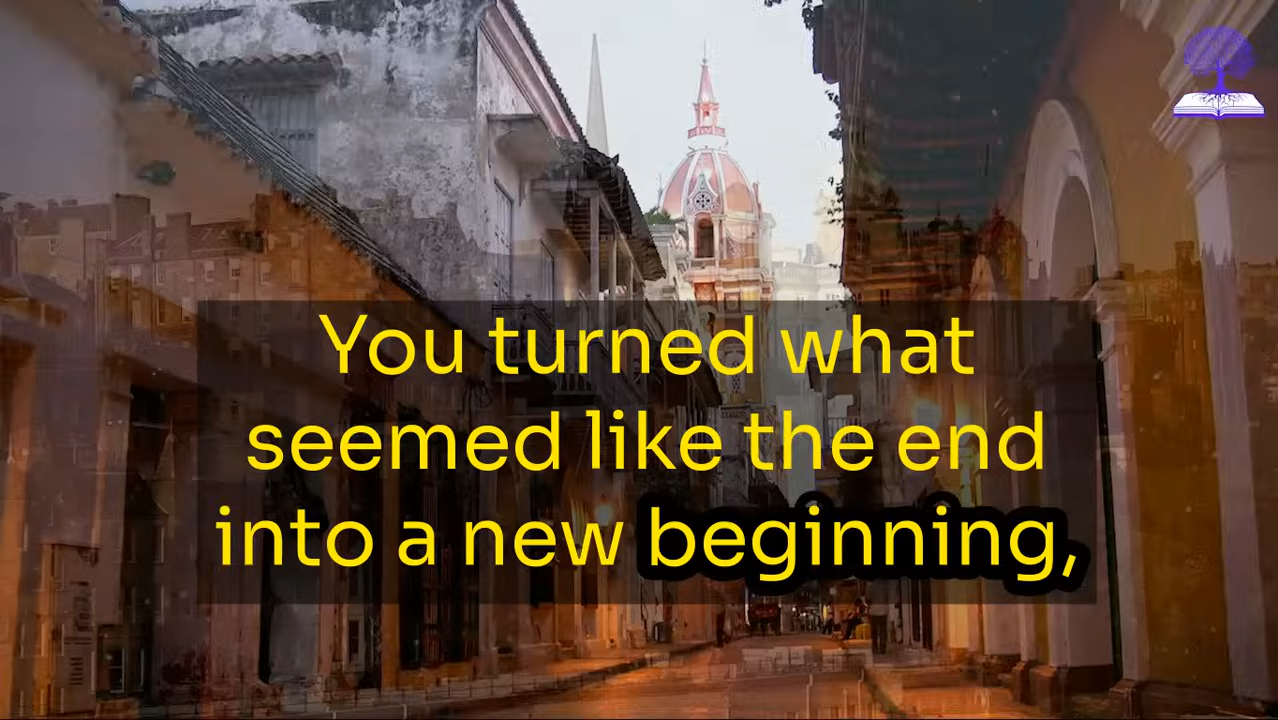 You turned what
seemed like the end
into a new beginning,